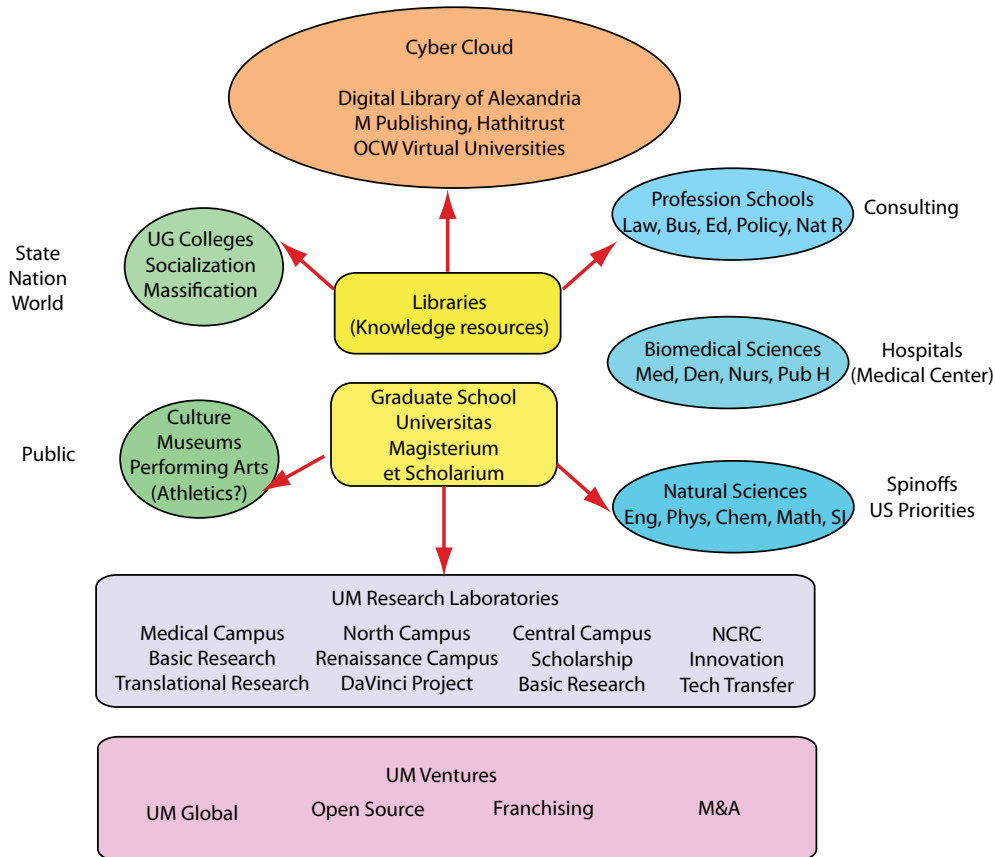 Cyber Cloud
Digital Library of Alexandria
M Publishing, Hathitrust
OCW Virtual Universities
Profession Schools
Law, Bus, Ed, Policy, Nat R
Consulting
State
Nation
World
UG Colleges
Socialization
Massification
Libraries
(Knowledge resources)
Biomedical Sciences
Med, Den, Nurs, Pub H
Hospitals
(Medical Center)
Graduate School
Universitas
Magisterium
et Scholarium
Public
Culture
Museums
Performing Arts
(Athletics?)
Natural Sciences
Eng, Phys, Chem, Math, SI
Spinoffs
US Priorities
UM Research Laboratories
Medical Campus
Basic Research
Translational Research
North Campus
Renaissance Campus
DaVinci Project
Central Campus
Scholarship
Basic Research
NCRC
Innovation
Tech Transfer
UM Ventures
UM Global
Open Source
Franchising
M&A